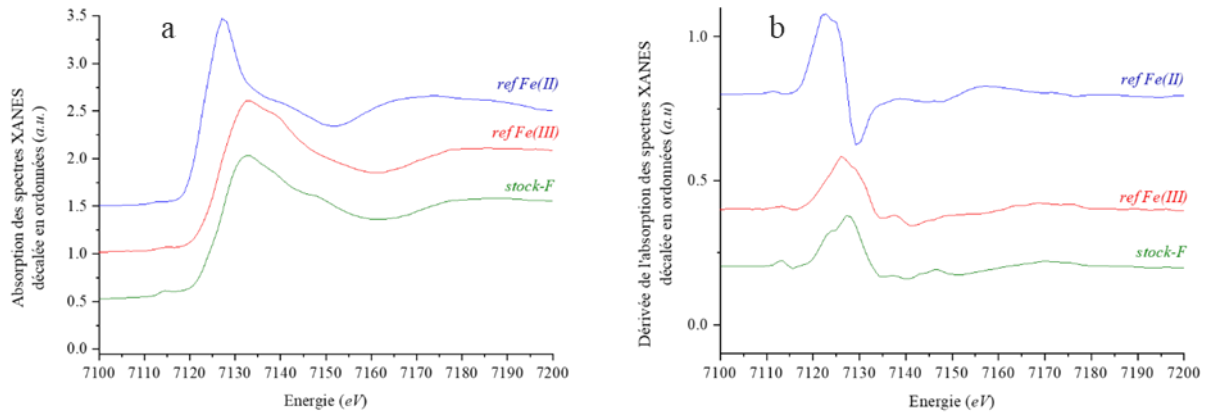 a
3.5
3.0
2.5
2.0
1.5
1.0
0.5
0.0
ref Fe(II)
ref Fe(III)
stock-F
Absorption des spectres XANES
décalée en ordonnées (a.u.)
7100 7110 7120 7130 7140 7150 7160 7170 7180 7190 7200
Energie (eV)
b
1.0
0.5
0.0
ref Fe(II)
ref Fe(III)
stock-F
Dérivée de l'absorption des spectres XANES
décalée en ordonnées (a.u)
7100 7110 7120 7130 7140 7150 7160 7170 7180 7190 7200
Energie (eV)